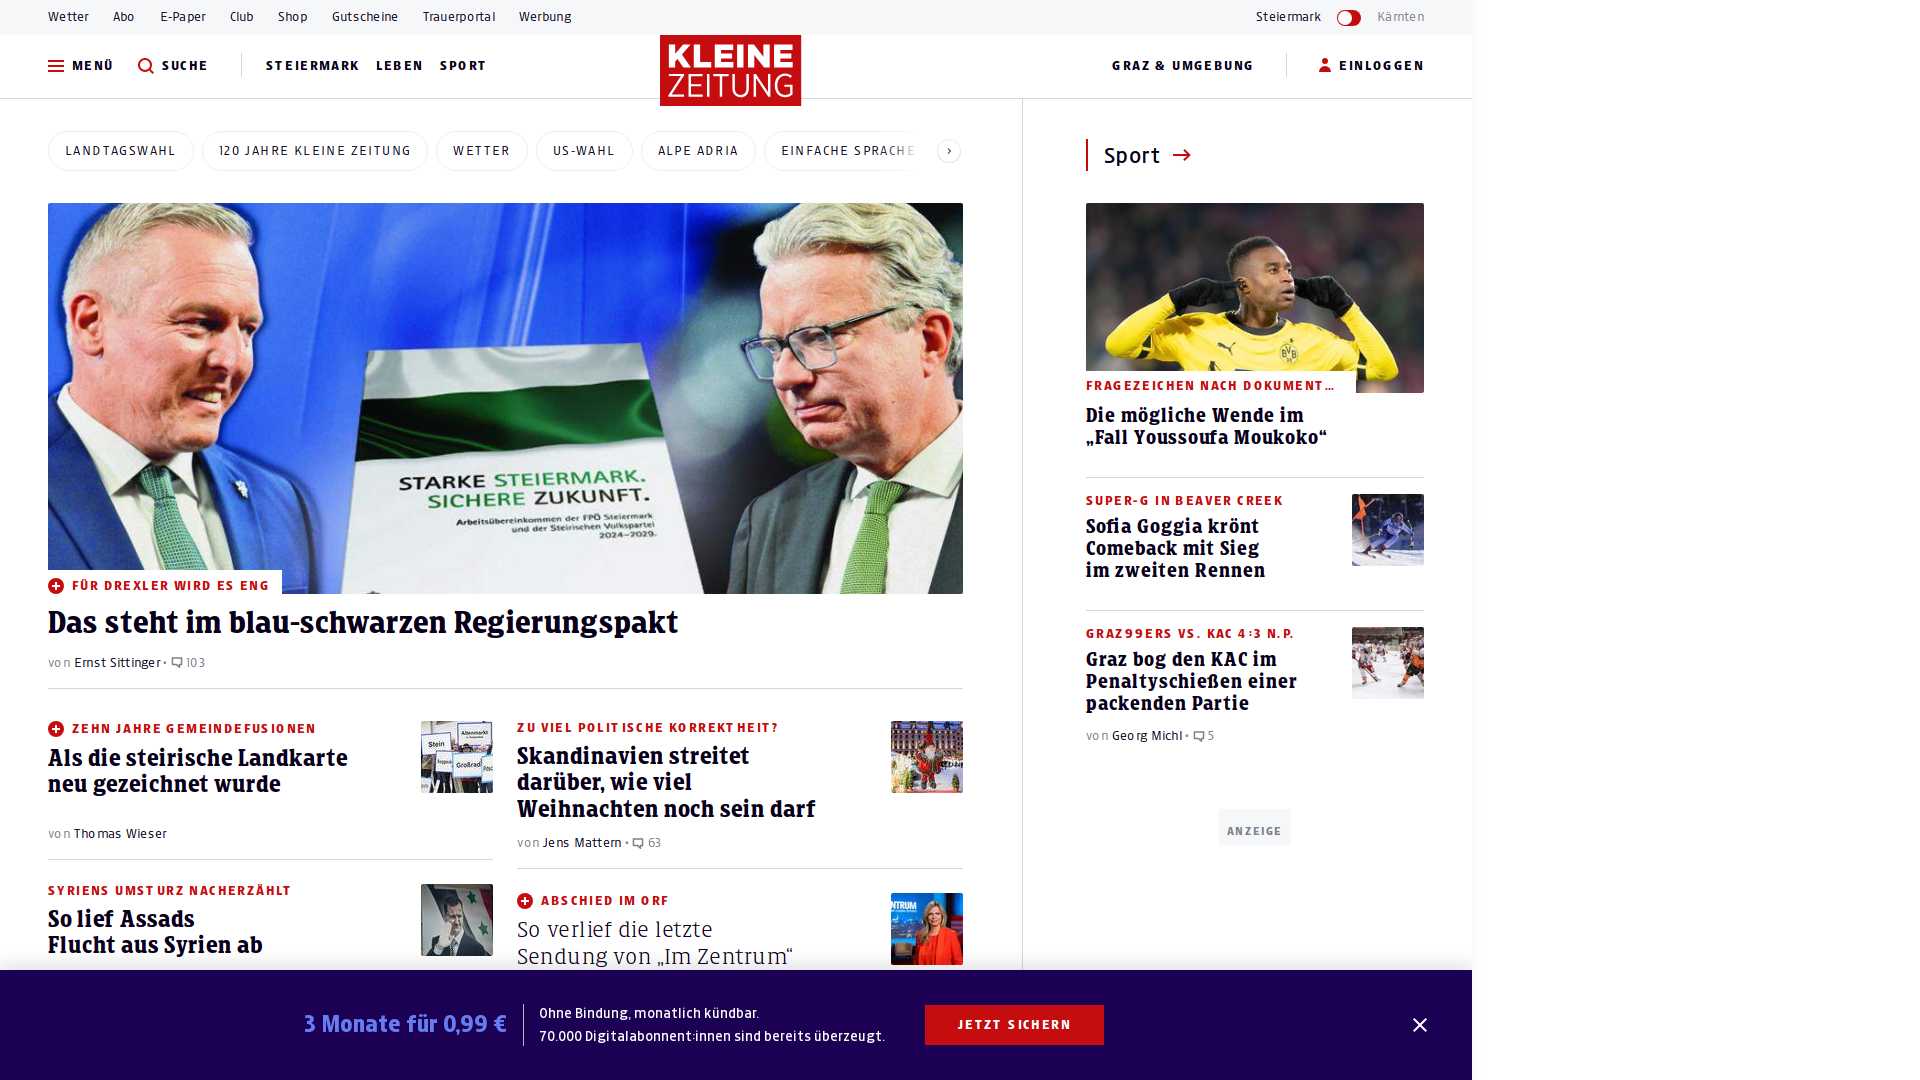 Wetter Abo E-Paper Club Shop Gutscheine Trauerportal Werbung Steiermark Kärnten
MENÜ SUCHE STEIERMARK LEBEN SPORT KLEINE ZEITUNG GRAZ & UMGEBUNG EINLOGGEN
LANDTAGSWAHL 120 JAHRE KLEINE ZEITUNG WETTER US-WAHL ALPE ADRIA EINFACHE SPRACHE
STARKE STEIERMARK.
SICHERE ZUKUNFT.
Arbeitsübereinkommen der FPÖ Steiermark
und der Steirischen Volkspartei
2024–2029.
FÜR DREXLER WIRD ES ENG
Das steht im blau-schwarzen Regierungspakt
von Ernst Sittinger • 103
ZEHN JAHRE GEMEINDEFUSIONEN
Als die steirische Landkarte
neu gezeichnet wurde
von Thomas Wieser
Altenmarkt
Stein
Großradl
SYRIENS UMSTURZ NACHERZÄHLT
So lief Assads
Flucht aus Syrien ab
ZU VIEL POLITISCHE KORREKTHEIT?
Skandinavien streitet
darüber, wie viel
Weihnachten noch sein darf
von Jens Mattern • 63
ABSCHIED IM ORF
So verlief die letzte
Sendung von „Im Zentrum“
NTRUM
Sport
BVB
09
FRAGEZEICHEN NACH DOKUMENT…
Die mögliche Wende im
„Fall Youssoufa Moukoko“
SUPER-G IN BEAVER CREEK
Sofia Goggia krönt
Comeback mit Sieg
im zweiten Rennen
GRAZ99ERS VS. KAC 4:3 N.P.
Graz bog den KAC im
Penaltyschießen einer
packenden Partie
von Georg Michl • 5
ANZEIGE
3 Monate für 0,99 €
Ohne Bindung, monatlich kündbar.
70.000 Digitalabonnent:innen sind bereits überzeugt.
JETZT SICHERN